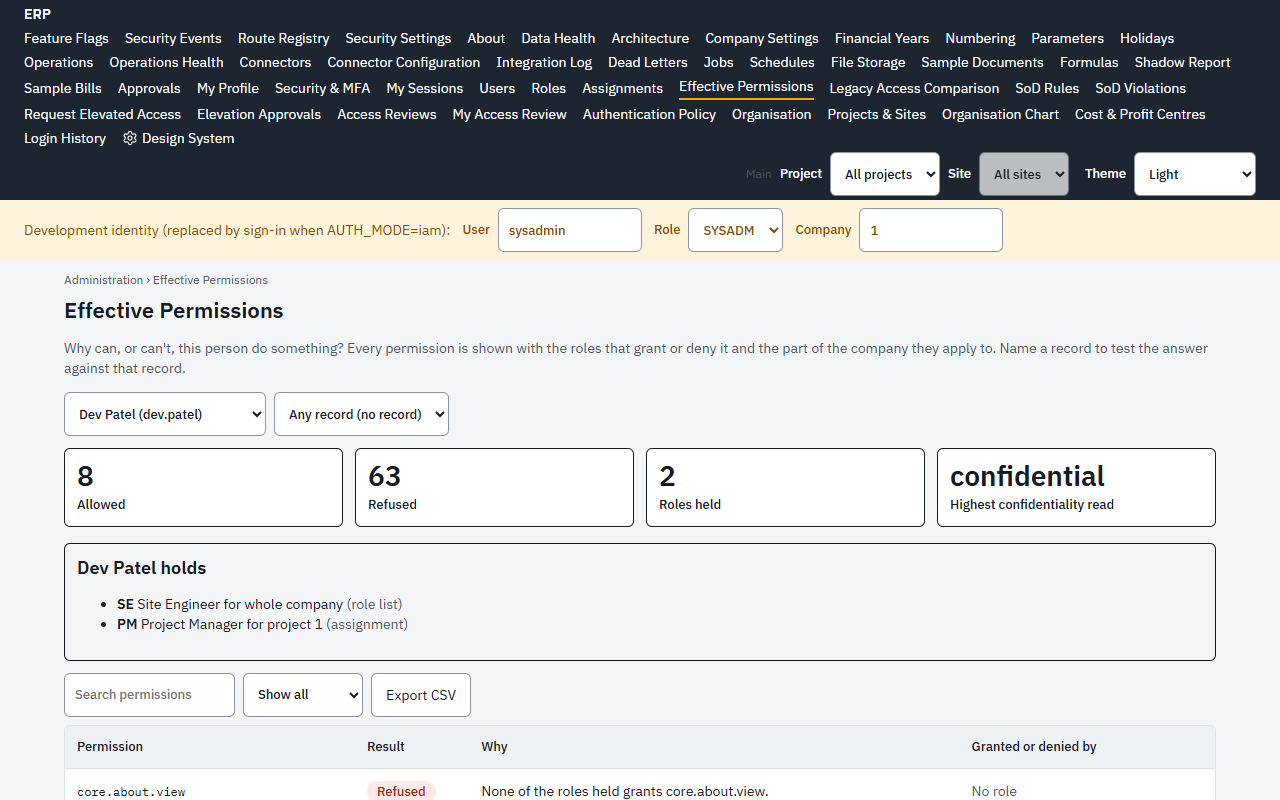 ERP
Feature Flags Security Events Route Registry Security Settings About Data Health Architecture Company Settings Financial Years Numbering Parameters Holidays
Operations Operations Health Connectors Connector Configuration Integration Log Dead Letters Jobs Schedules File Storage Sample Documents Formulas Shadow Report
Sample Bills Approvals My Profile Security & MFA My Sessions Users Roles Assignments Effective Permissions Legacy Access Comparison SoD Rules SoD Violations
Request Elevated Access Elevation Approvals Access Reviews My Access Review Authentication Policy Organisation Projects & Sites Organisation Chart Cost & Profit Centres
Login History Design System
Main Project All projects Site All sites Theme Light
Development identity (replaced by sign-in when AUTH_MODE=iam): User sysadmin Role SYSADM Company 1
Administration › Effective Permissions
Effective Permissions
Why can, or can't, this person do something? Every permission is shown with the roles that grant or deny it and the part of the company they apply to. Name a record to test the answer
against that record.
Dev Patel (dev.patel) Any record (no record)
8 63 2 confidential
Allowed Refused Roles held Highest confidentiality read
Dev Patel holds
• SE Site Engineer for whole company (role list)
• PM Project Manager for project 1 (assignment)
Search permissions Show all Export CSV
Permission Result Why Granted or denied by
core.about.view Refused None of the roles held grants core.about.view. No role